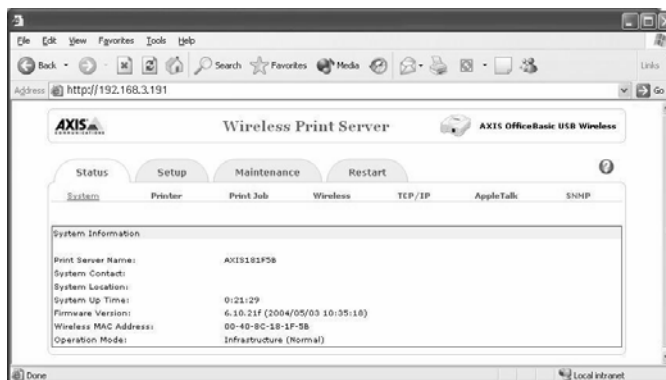 File Edit View Favorites Tools Help
Back Search Favorites Media Links
Address http://192.168.3.191 Go
AXIS COMMUNICATIONS Wireless Print Server AXIS OfficeBasic USB Wireless
Status Setup Maintenance Restart
System Printer Print Job Wireless TCP/IP AppleTalk SNMP
System Information
Print Server Name: AXIS181F5B
System Contact:
System Location:
System Up Time: 0:21:29
Firmware Version: 6.10.21f (2004/05/03 10:35:18)
Wireless MAC Address: 00-40-8C-18-1F-5B
Operation Mode: Infrastructure (Normal)
Done Local intranet